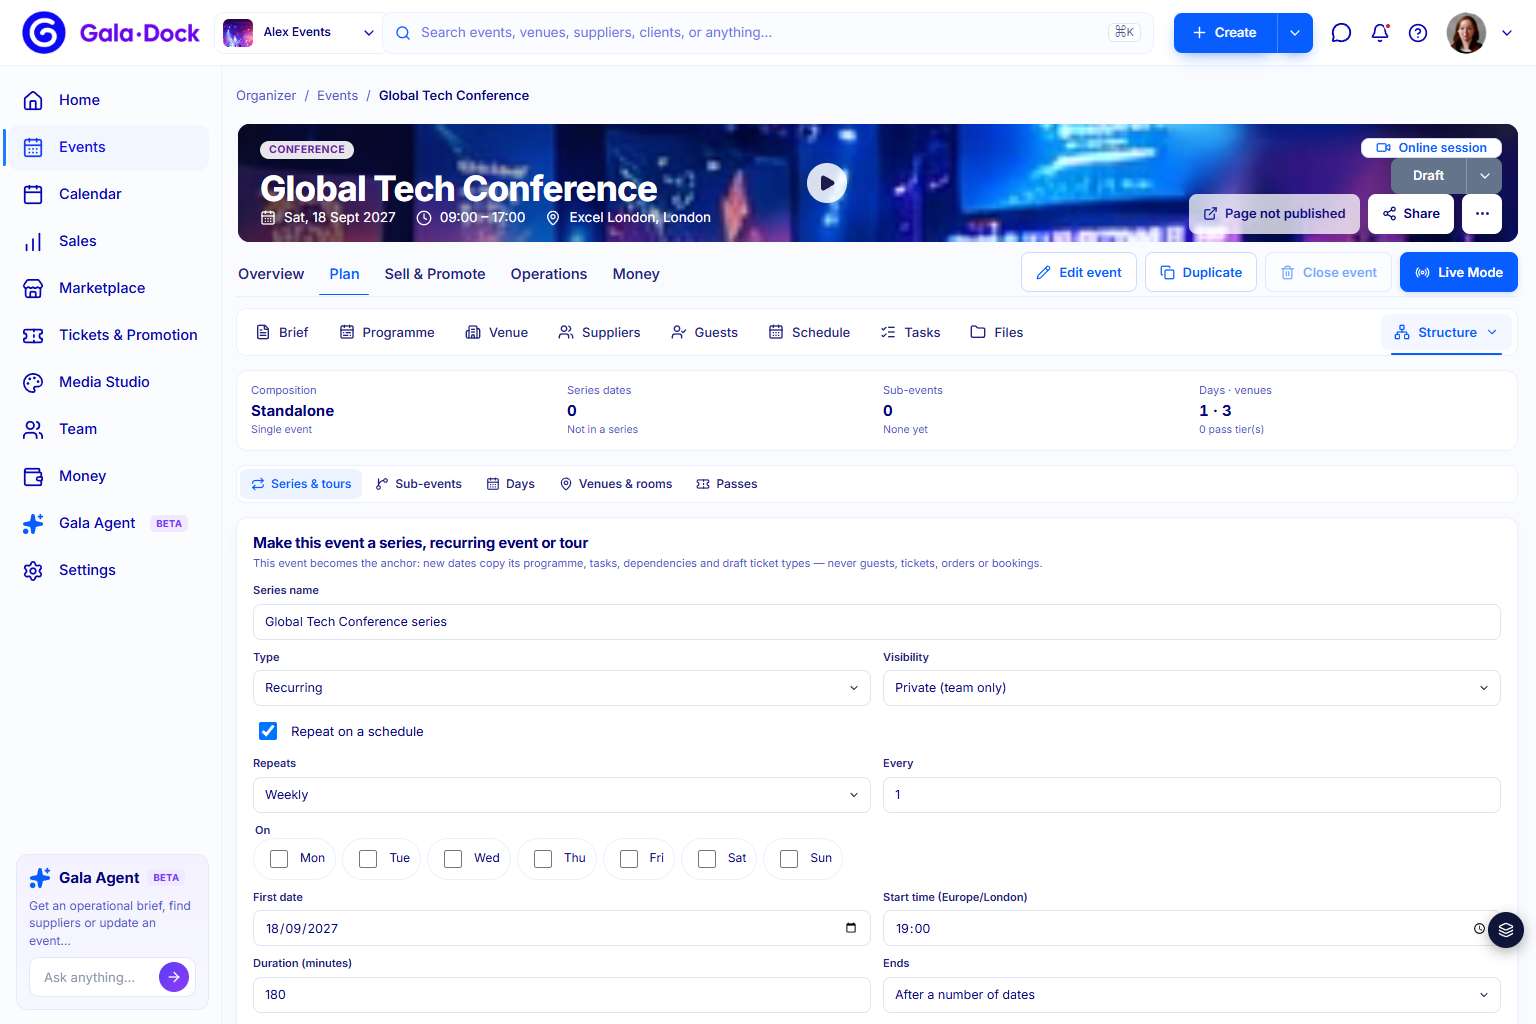 Gala·Dock
Alex Events
Search events, venues, suppliers, clients, or anything...
⌘K
Create
Home
Events
Calendar
Sales
Marketplace
Tickets & Promotion
Media Studio
Team
Money
Gala Agent BETA
Settings
Gala Agent BETA
Get an operational brief, find
suppliers or update an
event...
Ask anything...
Organizer / Events / Global Tech Conference
CONFERENCE
Global Tech Conference
Sat, 18 Sept 2027 09:00 – 17:00 Excel London, London
Online session
Draft
Page not published
Share
Overview Plan Sell & Promote Operations Money
Edit event Duplicate Close event Live Mode
Brief Programme Venue Suppliers Guests Schedule Tasks Files Structure
Composition
Standalone
Single event
Series dates
0
Not in a series
Sub-events
0
None yet
Days · venues
1 · 3
0 pass tier(s)
Series & tours Sub-events Days Venues & rooms Passes
Make this event a series, recurring event or tour
This event becomes the anchor: new dates copy its programme, tasks, dependencies and draft ticket types — never guests, tickets, orders or bookings.
Series name
Global Tech Conference series
Type
Recurring
Visibility
Private (team only)
Repeat on a schedule
Repeats
Weekly
Every
1
On
Mon Tue Wed Thu Fri Sat Sun
First date
18/09/2027
Start time (Europe/London)
19:00
Duration (minutes)
180
Ends
After a number of dates